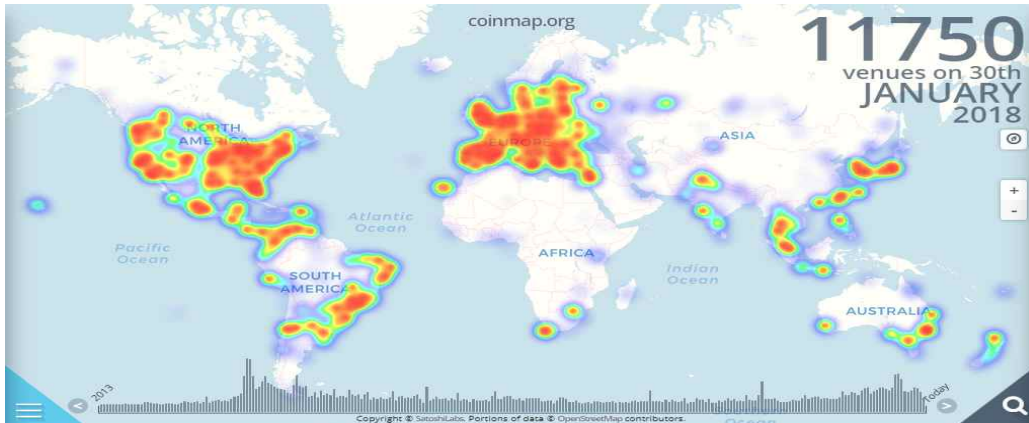 coinmap.org
11750
venues on 30th
JANUARY
2018
NORTH
AMERICA
EUROPE
ASIA
Atlantic
Ocean
Pacific
Ocean
AFRICA
Indian
Ocean
SOUTH
AMERICA
AUSTRALIA
+
-
2013
<
Today
>
Copyright © SatoshiLabs. Portions of data © OpenStreetMap contributors.